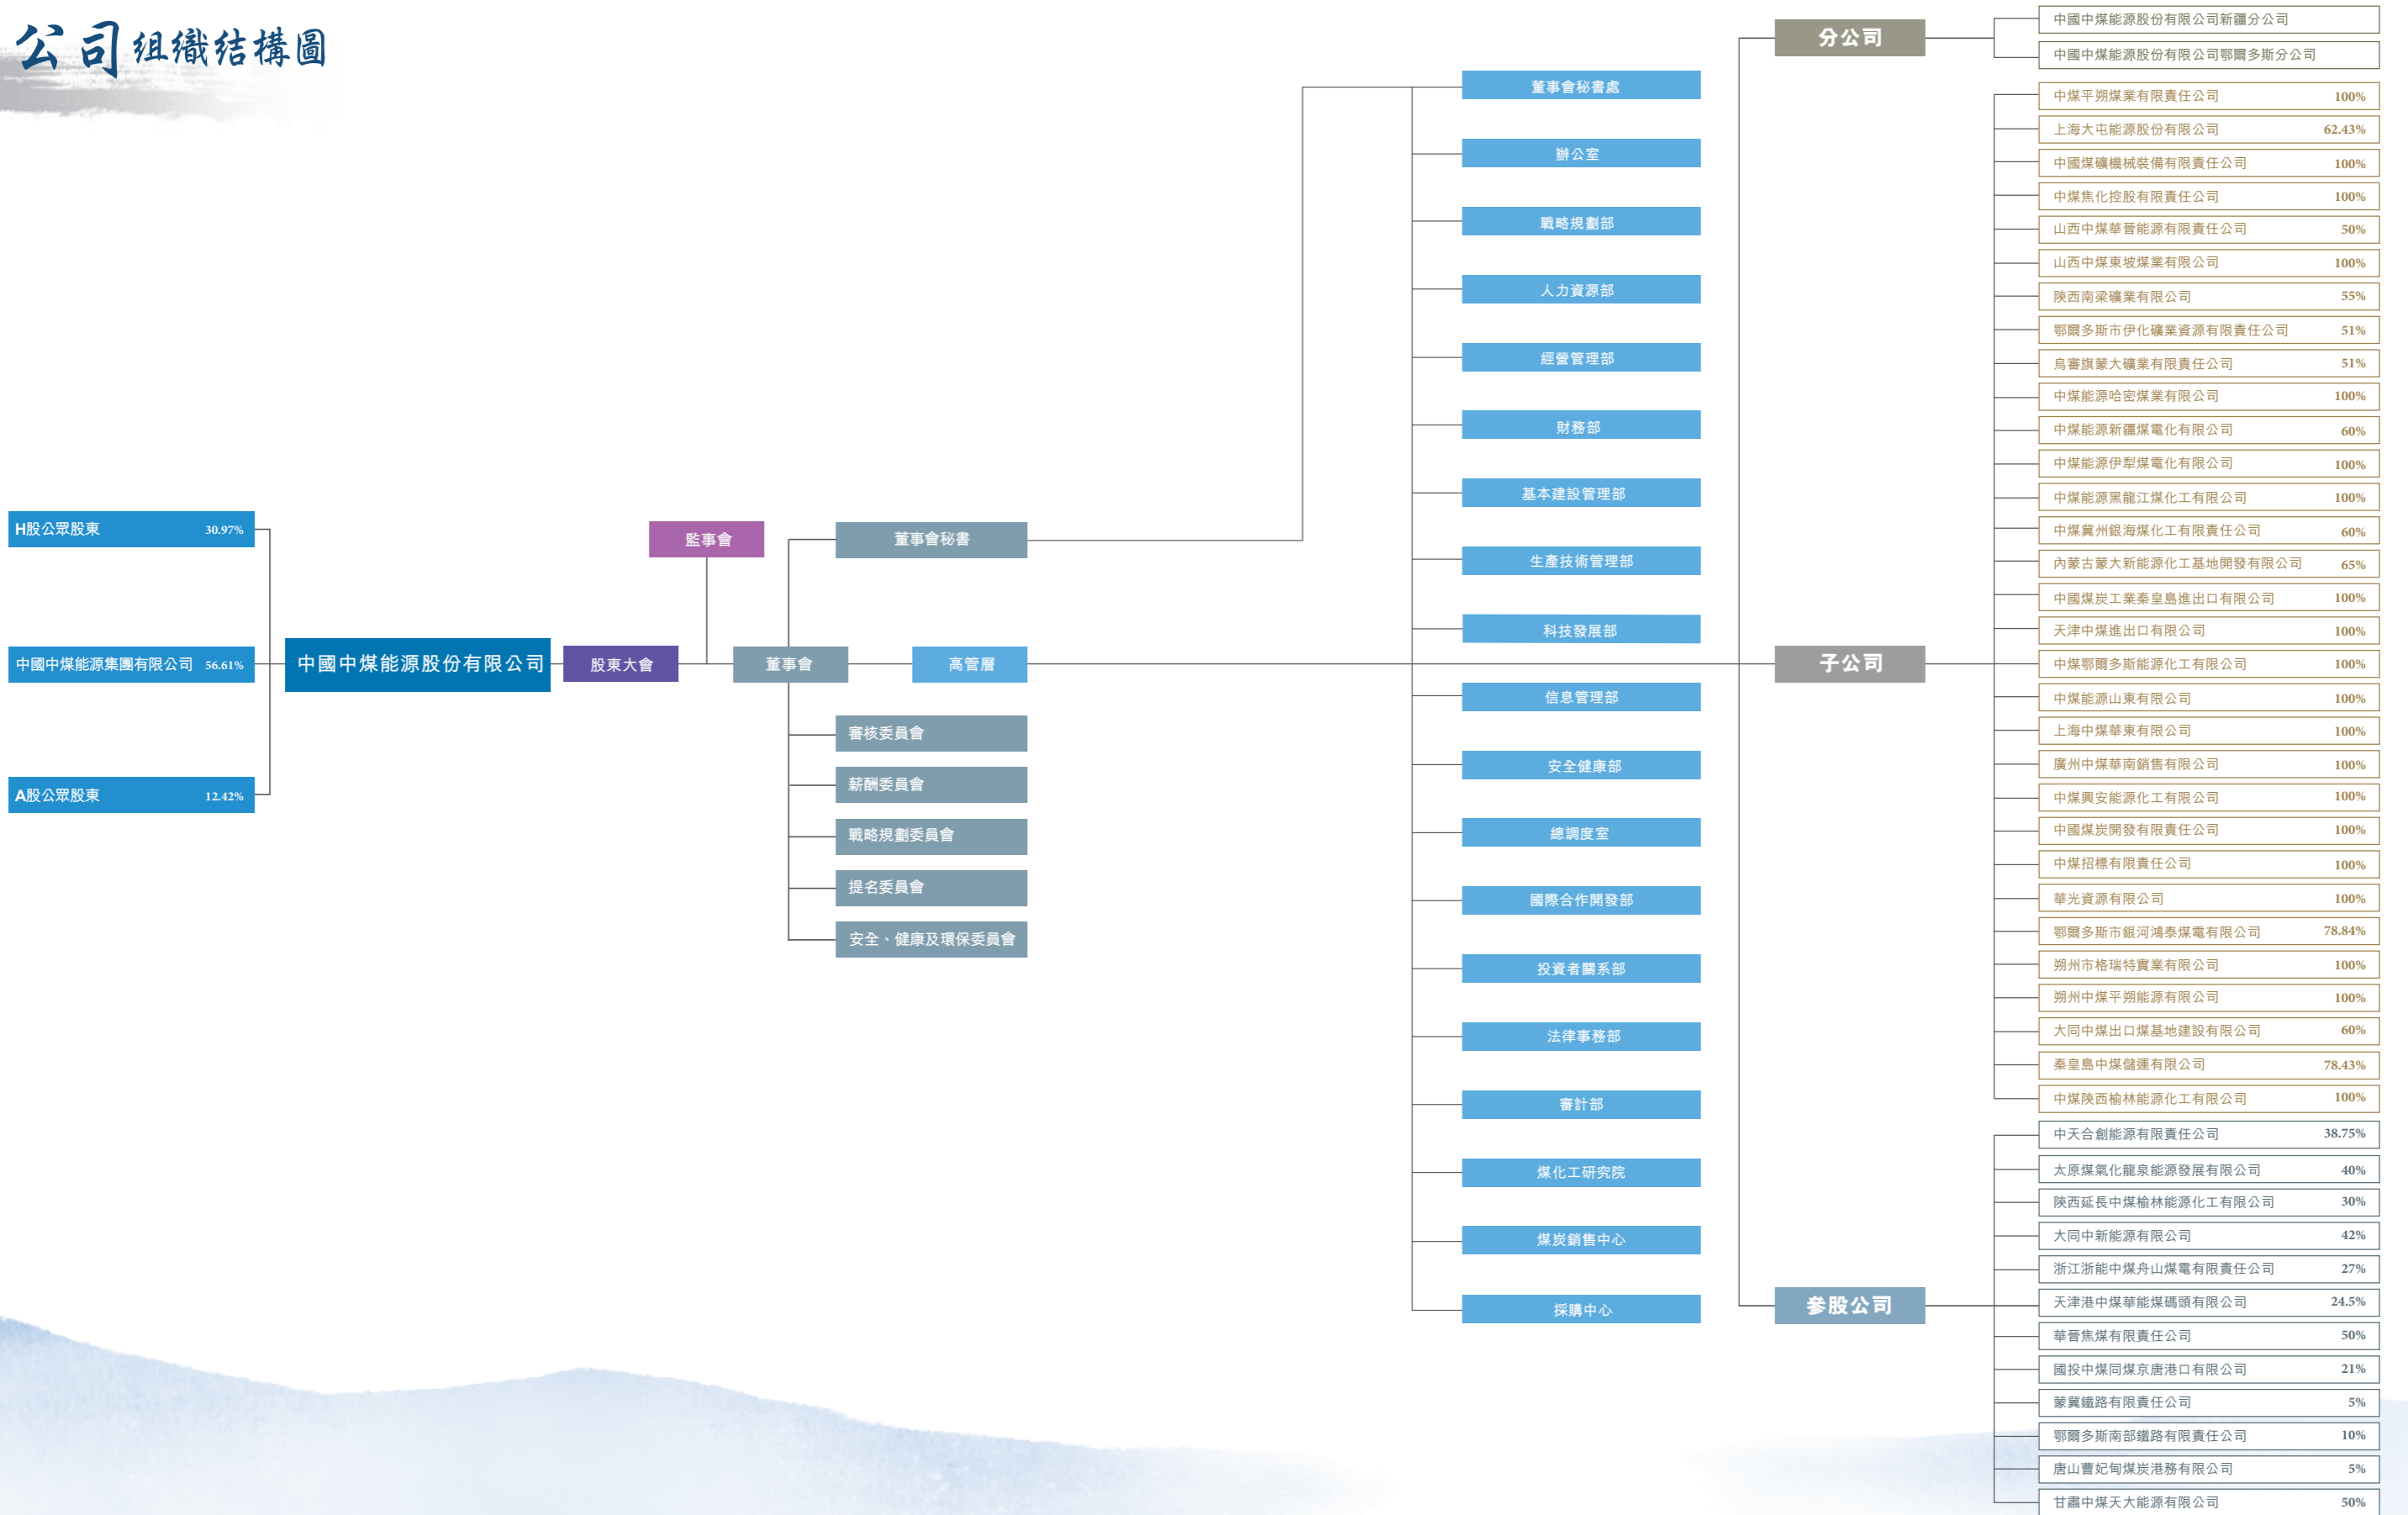 公司组織结構圖
H股公眾股東 30.97%
中國中煤能源集團有限公司 56.61%
A股公眾股東 12.42%
中國中煤能源股份有限公司
股東大會
監事會
董事會
董事會秘書
高管層
審核委員會
薪酬委員會
戰略規劃委員會
提名委員會
安全、健康及環保委員會
董事會秘書處
辦公室
戰略規劃部
人力資源部
經營管理部
財務部
基本建設管理部
生產技術管理部
科技發展部
信息管理部
安全健康部
總調度室
國際合作開發部
投資者關系部
法律事務部
審計部
煤化工研究院
煤炭銷售中心
採購中心
分公司
中國中煤能源股份有限公司新疆分公司
中國中煤能源股份有限公司鄂爾多斯分公司
子公司
中煤平朔煤業有限責任公司 100%
上海大屯能源股份有限公司 62.43%
中國煤礦機械裝備有限責任公司 100%
中煤焦化控股有限責任公司 100%
山西中煤華晉能源有限責任公司 50%
山西中煤東坡煤業有限公司 100%
陝西南梁礦業有限公司 55%
鄂爾多斯市伊化礦業資源有限責任公司 51%
烏審旗蒙大礦業有限責任公司 51%
中煤能源哈密煤業有限公司 100%
中煤能源新疆煤電化有限公司 60%
中煤能源伊犁煤電化有限公司 100%
中煤能源黑龍江煤化工有限公司 100%
中煤冀州銀海煤化工有限責任公司 60%
內蒙古蒙大新能源化工基地開發有限公司 65%
中國煤炭工業秦皇島進出口有限公司 100%
天津中煤進出口有限公司 100%
中煤鄂爾多斯能源化工有限公司 100%
中煤能源山東有限公司 100%
上海中煤華東有限公司 100%
廣州中煤華南銷售有限公司 100%
中煤興安能源化工有限公司 100%
中國煤炭開發有限責任公司 100%
中煤招標有限責任公司 100%
華光資源有限公司 100%
鄂爾多斯市銀河鴻泰煤電有限公司 78.84%
朔州市格瑞特實業有限公司 100%
朔州中煤平朔能源有限公司 100%
大同中煤出口煤基地建設有限公司 60%
秦皇島中煤儲運有限公司 78.43%
中煤陝西榆林能源化工有限公司 100%
參股公司
中天合創能源有限責任公司 38.75%
太原煤氣化龍泉能源發展有限公司 40%
陝西延長中煤榆林能源化工有限公司 30%
大同中新能源有限公司 42%
浙江浙能中煤舟山煤電有限責任公司 27%
天津港中煤華能煤碼頭有限公司 24.5%
華晉焦煤有限責任公司 50%
國投中煤同煤京唐港口有限公司 21%
蒙冀鐵路有限責任公司 5%
鄂爾多斯南部鐵路有限責任公司 10%
唐山曹妃甸煤炭港務有限公司 5%
甘肅中煤天大能源有限公司 50%